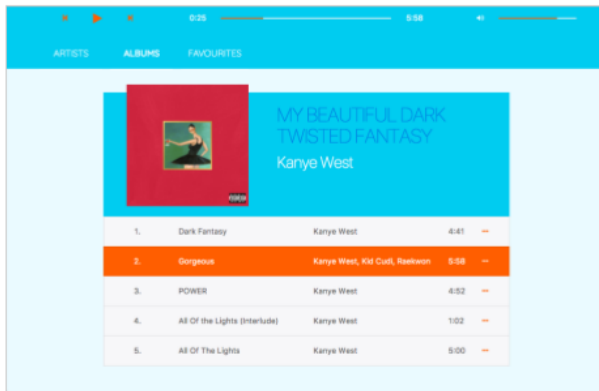 0:25 5:58
ARTISTS ALBUMS FAVOURITES
MY BEAUTIFUL DARK
TWISTED FANTASY
Kanye West
1. Dark Fantasy Kanye West 4:41
2. Gorgeous Kanye West, Kid Cudi, Raekwon 5:58
3. POWER Kanye West 4:52
4. All Of the Lights (Interlude) Kanye West 1:02
5. All Of The Lights Kanye West 5:00